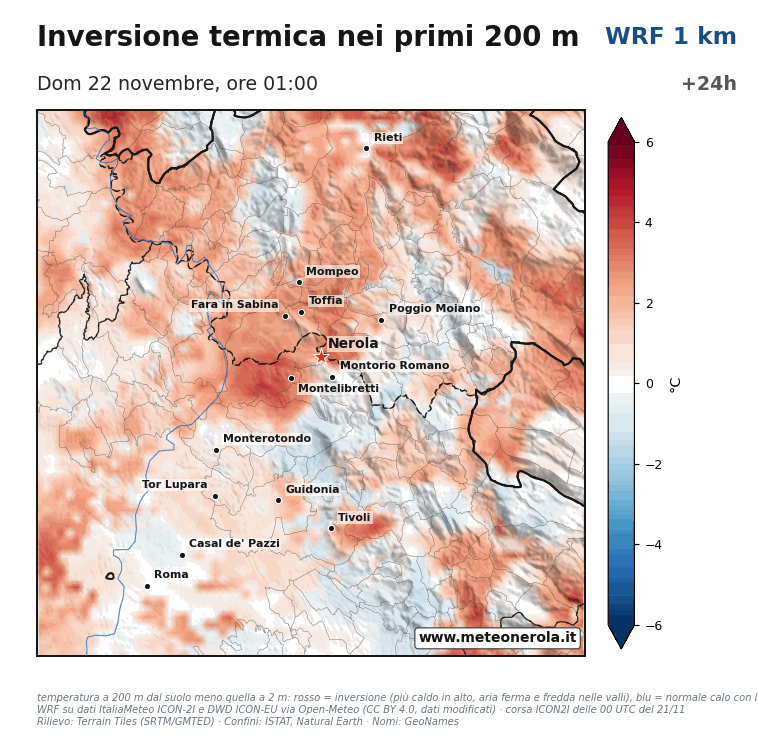 Inversione termica nei primi 200 m WRF 1 km
Dom 22 novembre, ore 01:00 +24h
Rieti
Mompeo
Fara in Sabina
Toffia
Poggio Moiano
Nerola
Montorio Romano
Montelibretti
Monterotondo
Tor Lupara
Guidonia
Tivoli
Casal de' Pazzi
Roma
www.meteonerola.it
6
4
2
0
−2
−4
−6
°C
temperatura a 200 m dal suolo meno quella a 2 m: rosso = inversione (più caldo in alto, aria ferma e fredda nelle valli), blu = normale calo con l
WRF su dati ItaliaMeteo ICON-2I e DWD ICON-EU via Open-Meteo (CC BY 4.0, dati modificati) · corsa ICON2I delle 00 UTC del 21/11
Rilievo: Terrain Tiles (SRTM/GMTED) · Confini: ISTAT, Natural Earth · Nomi: GeoNames